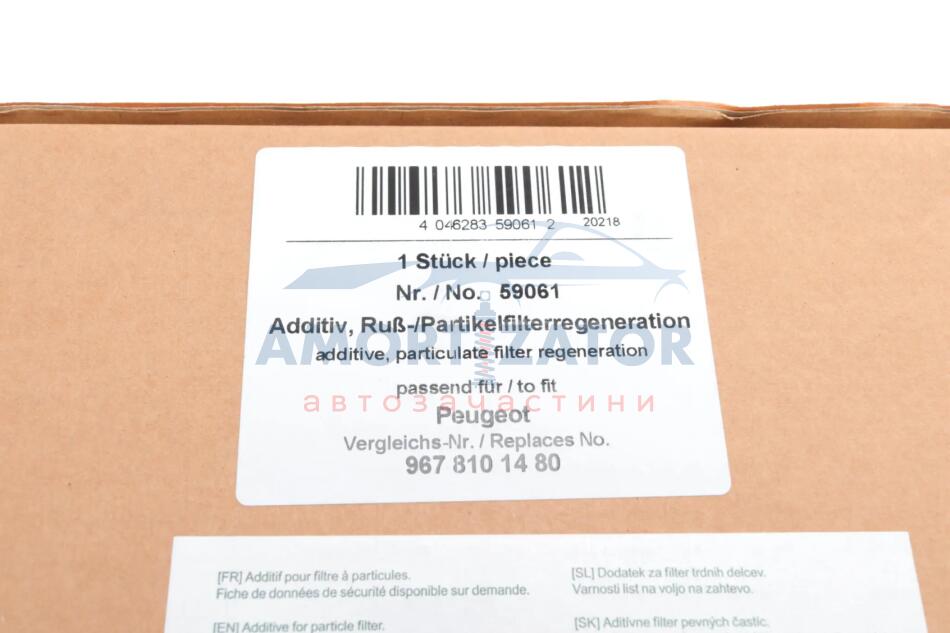 4 046283 59061 2
20218
1 Stück / piece
Nr. / No. 59061
Additiv, Ruß-/Partikelfilterregeneration
additive, particulate filter regeneration
AMORTIZATOR
passend für / to fit
автозапчастини
Peugeot
Vergleichs-Nr. / Replaces No.
967 810 14 80
[FR] Additif pour filtre à particules.
Fiche de données de sécurité disponible sur demande.
[EN] Additive for particle filter.
[SL] Dodatek za filter trdnih delcev.
Varnosti list na voljo na zahtevo.
[SK] Aditívne filter pevných častíc.